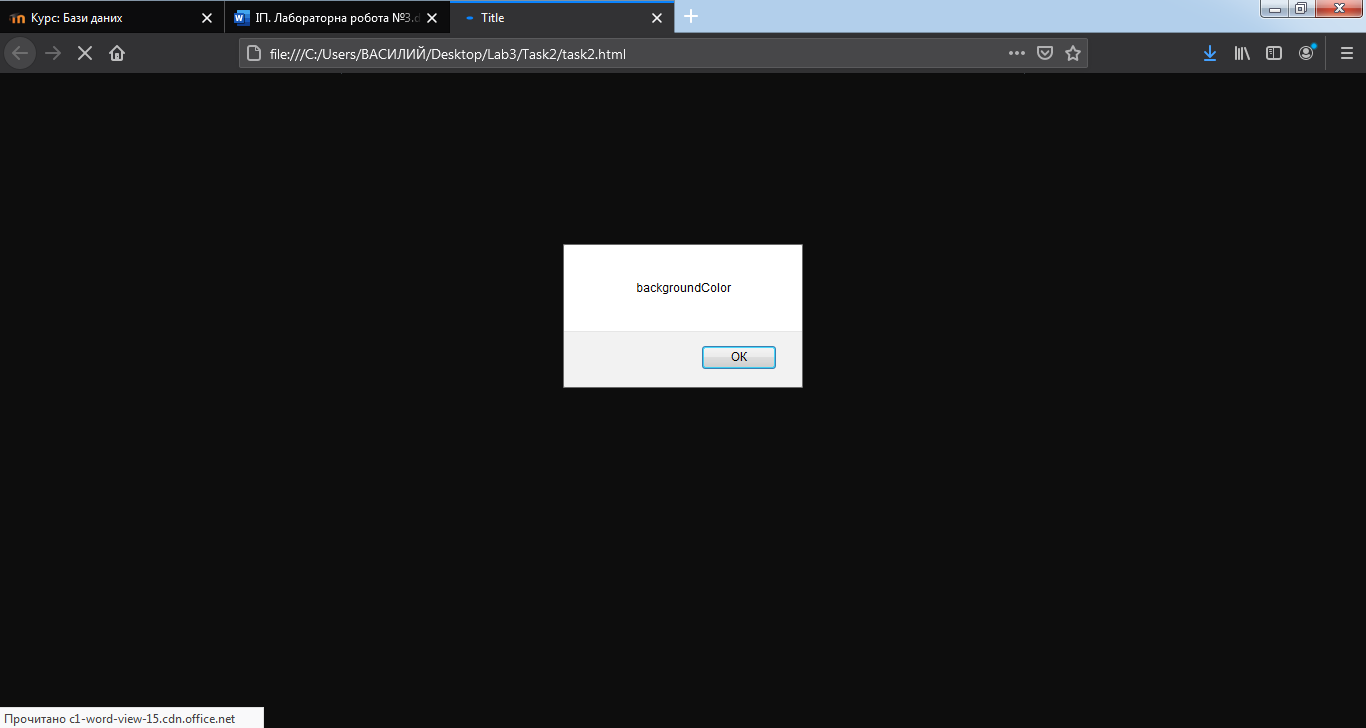 Курс: Бази даних
ІП. Лабораторна робота №3.d
Title
file:///C:/Users/ВАСИЛИЙ/Desktop/Lab3/Task2/task2.html
backgroundColor
OK
Прочитано c1-word-view-15.cdn.office.net